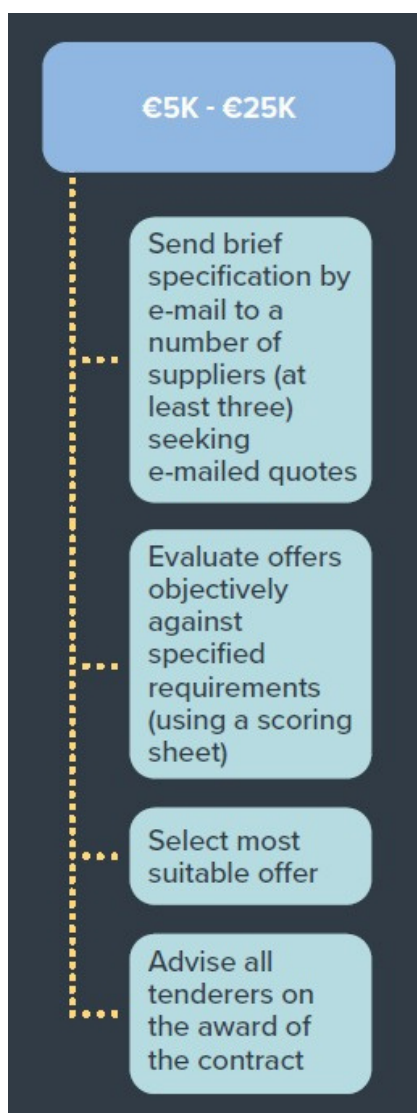 €5K - €25K
Send brief
specification by
e-mail to a
number of
suppliers (at
least three)
seeking
e-mailed quotes
Evaluate offers
objectively
against
specified
requirements
(using a scoring
sheet)
Select most
suitable offer
Advise all
tenderers on
the award of
the contract